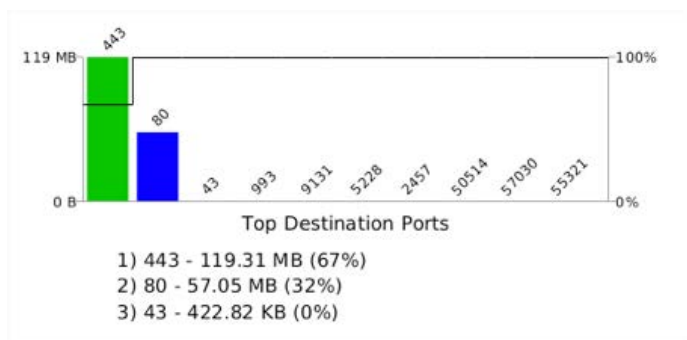 443
119 MB
100%
80
43
993
9131
5228
2457
50514
57030
55321
0 B
0%
Top Destination Ports
1) 443 - 119.31 MB (67%)
2) 80 - 57.05 MB (32%)
3) 43 - 422.82 KB (0%)